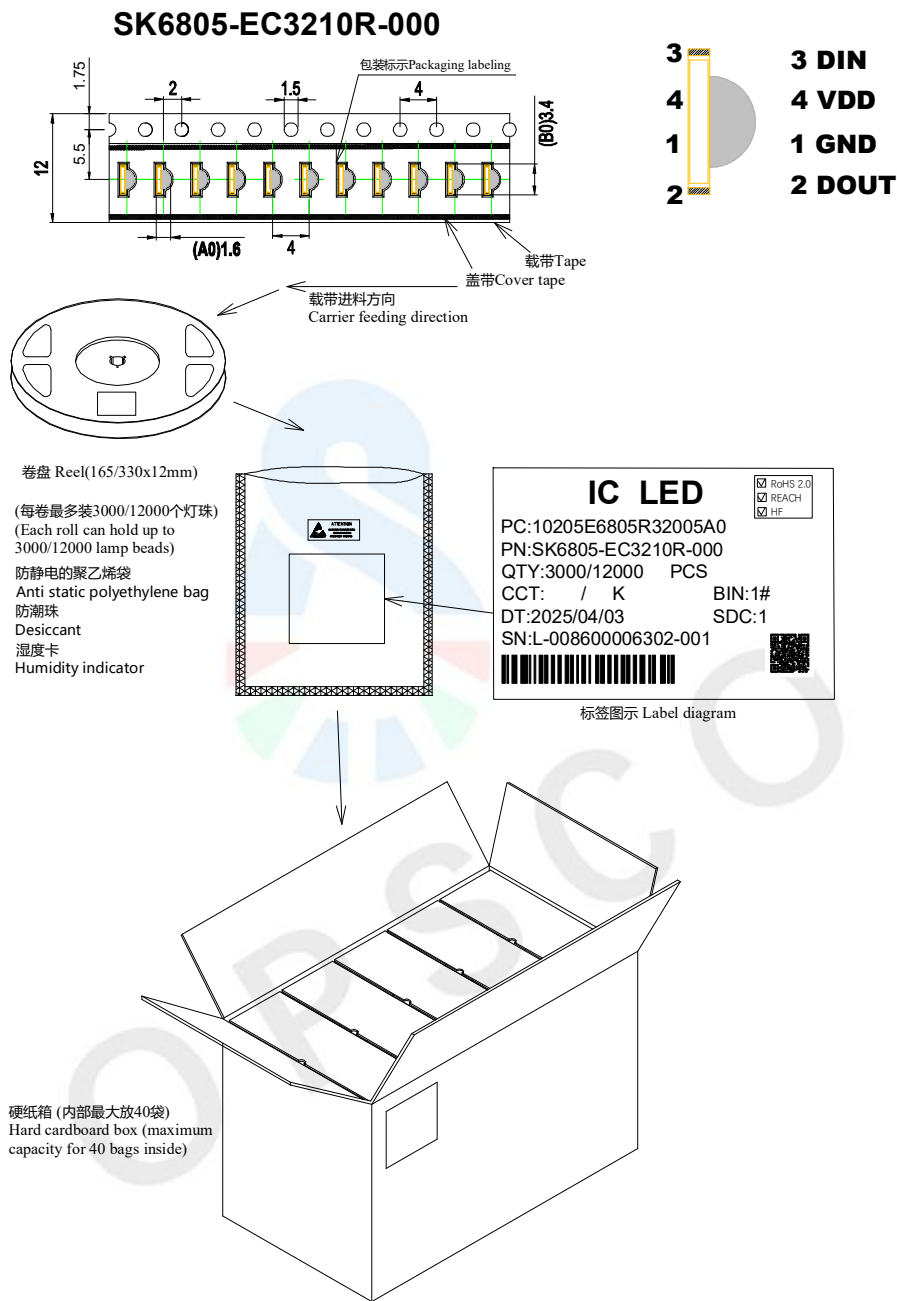 SK6805-EC3210R-000
包装标示Packaging labeling
1.75
2
1.5
4
(B0)3.4
12
5.5
(A0)1.6
4
载带Tape
盖带Cover tape
载带进料方向
Carrier feeding direction
3
4
1
2
3 DIN
4 VDD
1 GND
2 DOUT
卷盘 Reel(165/330x12mm)
(每卷最多装3000/12000个灯珠)
(Each roll can hold up to
3000/12000 lamp beads)
防静电的聚乙烯袋
Anti static polyethylene bag
防潮珠
Desiccant
湿度卡
Humidity indicator
ATTENTION
IC LED
RoHS 2.0
REACH
HF
PC:10205E6805R32005A0
PN:SK6805-EC3210R-000
QTY:3000/12000 PCS
CCT: / K BIN:1#
DT:2025/04/03 SDC:1
SN:L-008600006302-001
标签图示 Label diagram
OPSCO
硬纸箱 (内部最大放40袋)
Hard cardboard box (maximum
capacity for 40 bags inside)